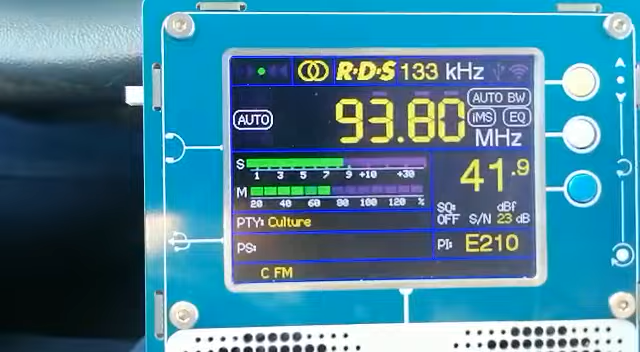 R·D·S 133 kHz
AUTO BW
AUTO 93.80 iMS EQ
MHz
S
1 3 5 7 9 +10 +30
M
20 40 60 80 100 120 %
41.9
SQ: dBf
OFF S/N 23 dB
PTY: Culture
PS:
PI: E210
C FM